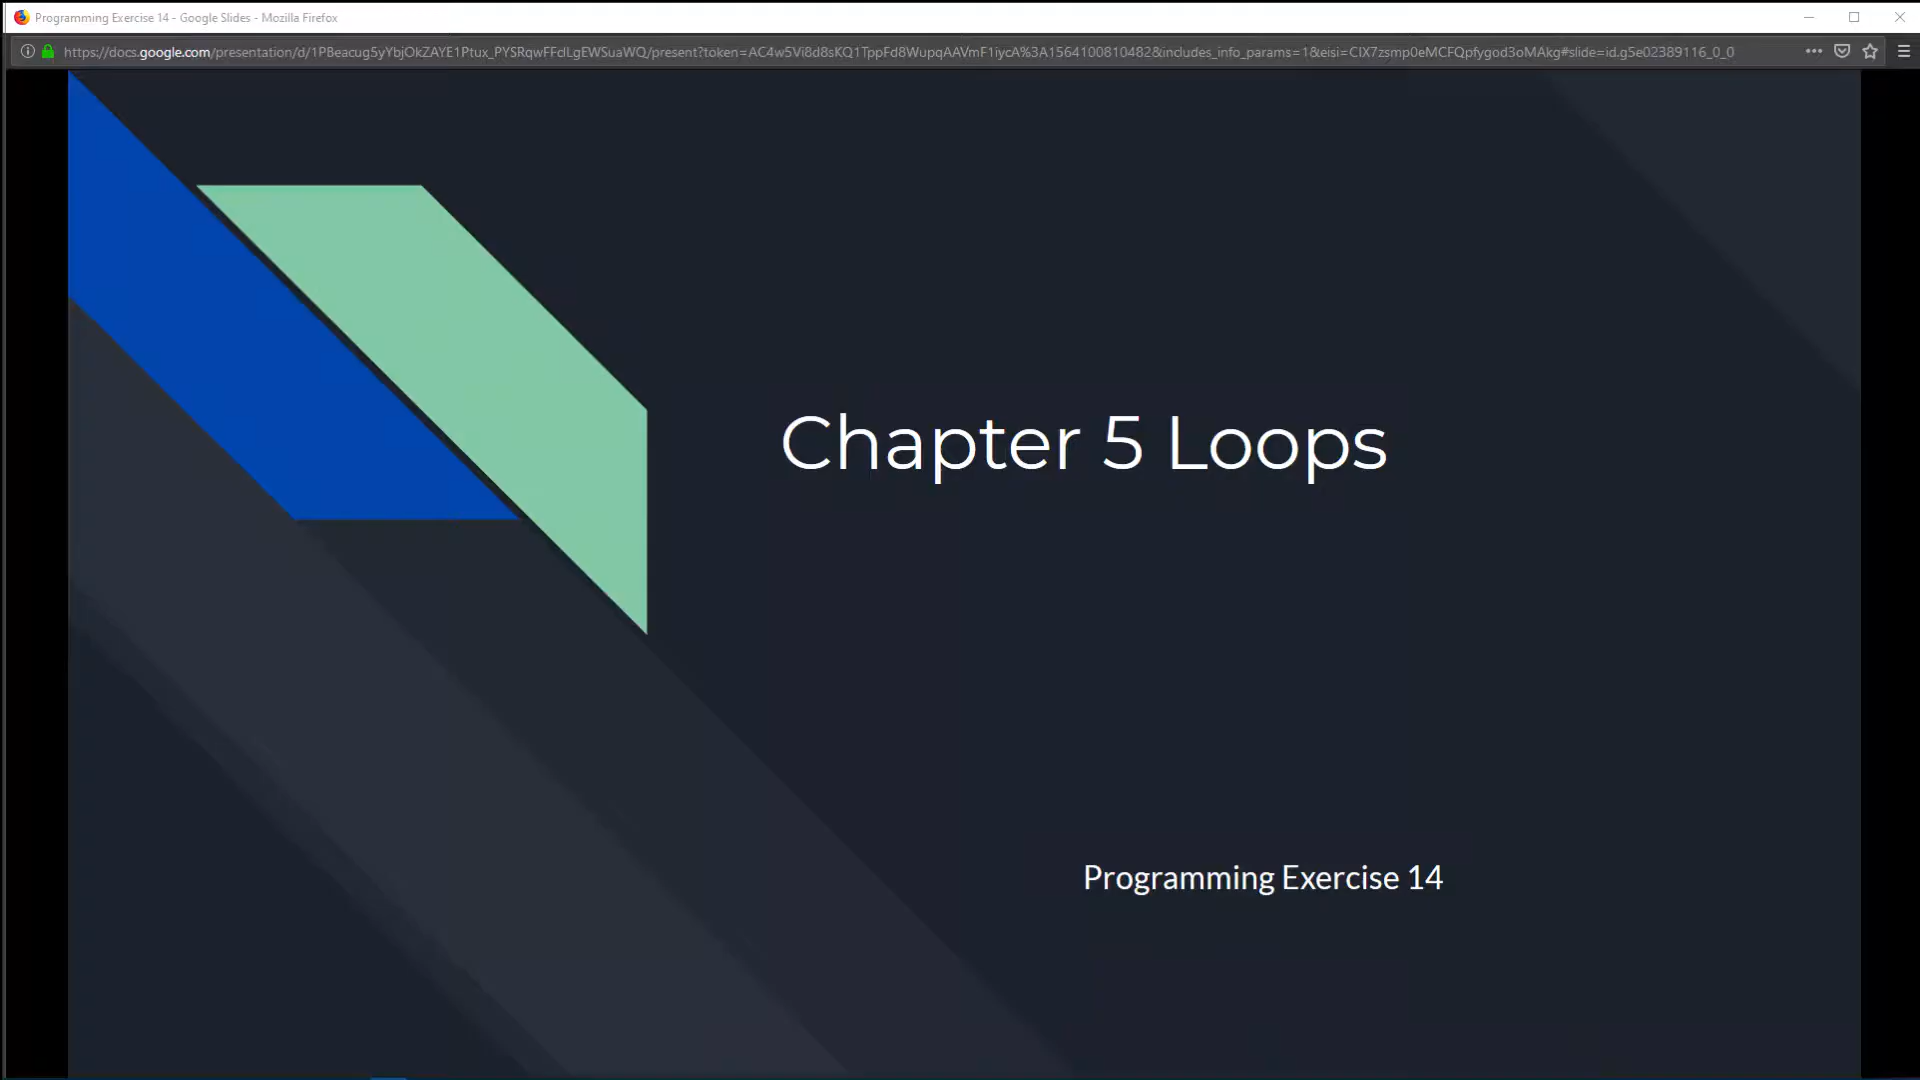 Programming Exercise 14 - Google Slides - Mozilla Firefox
https://docs.google.com/presentation/d/1PBeacug5yYbjOkZAYE1Ptux_PYSRqwFFclLgEWSuaWQ/present?token=AC4w5Vi8d8sKQ1TppFd8WupqAAVmF1iycA%3A1564100810482&includes_info_params=1&eisi=CIX7zsmp0eMCFQpfygod3oMAkg#slide=id.g5e02389116_0_0
Chapter 5 Loops
Programming Exercise 14